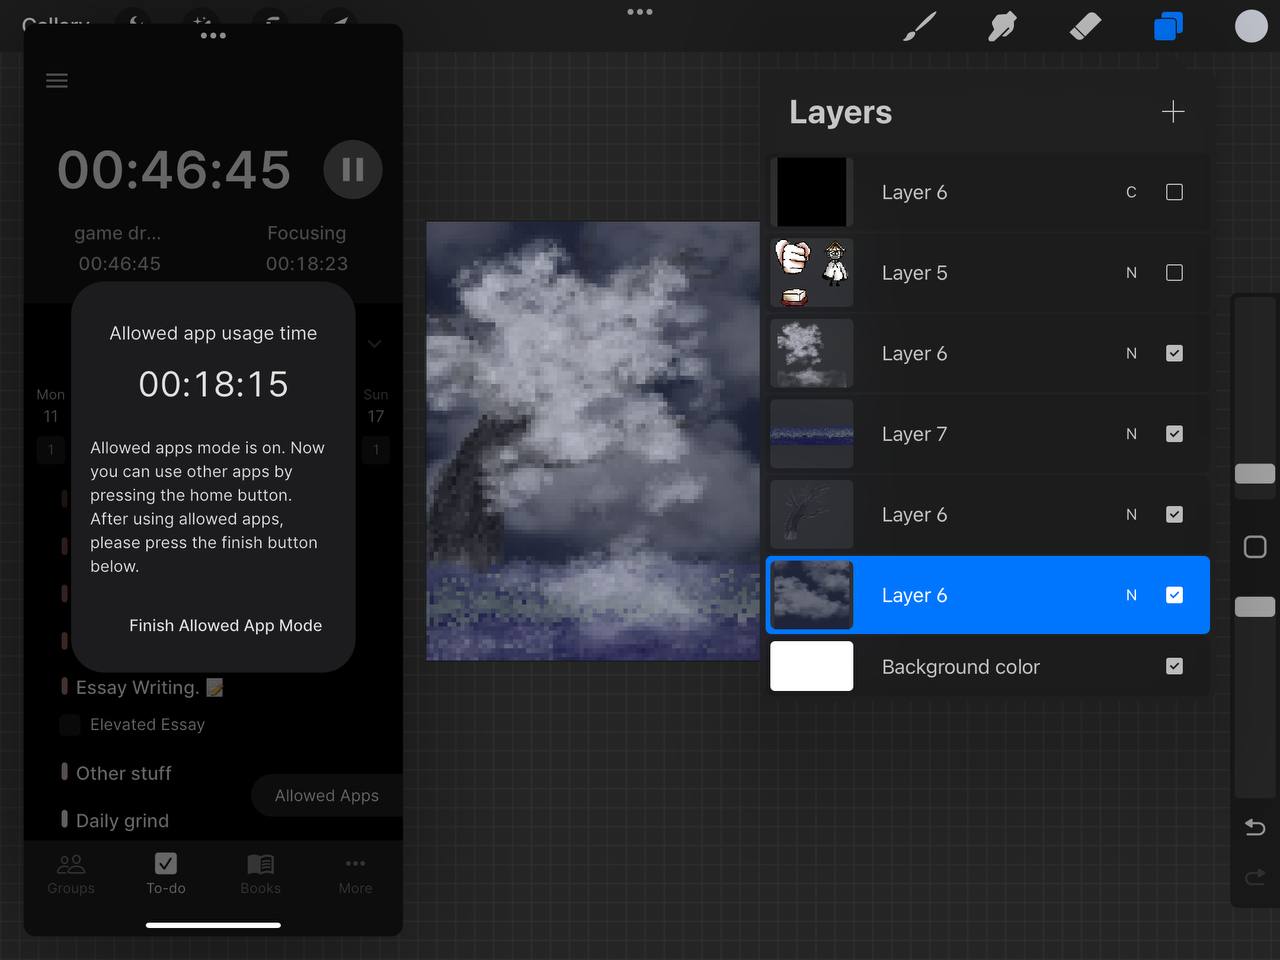 Gallery
00:46:45
game dr...
Focusing
00:46:45
00:18:23
Allowed app usage time
00:18:15
Mon
11
1
Sun
17
1
Allowed apps mode is on. Now
you can use other apps by
pressing the home button.
After using allowed apps,
please press the finish button
below.
Finish Allowed App Mode
Essay Writing. 📝
Elevated Essay
Other stuff
Allowed Apps
Daily grind
Groups
To-do
Books
More
Layers
Layer 6
C
Layer 5
N
Layer 6
N
Layer 7
N
Layer 6
N
Layer 6
N
Background color